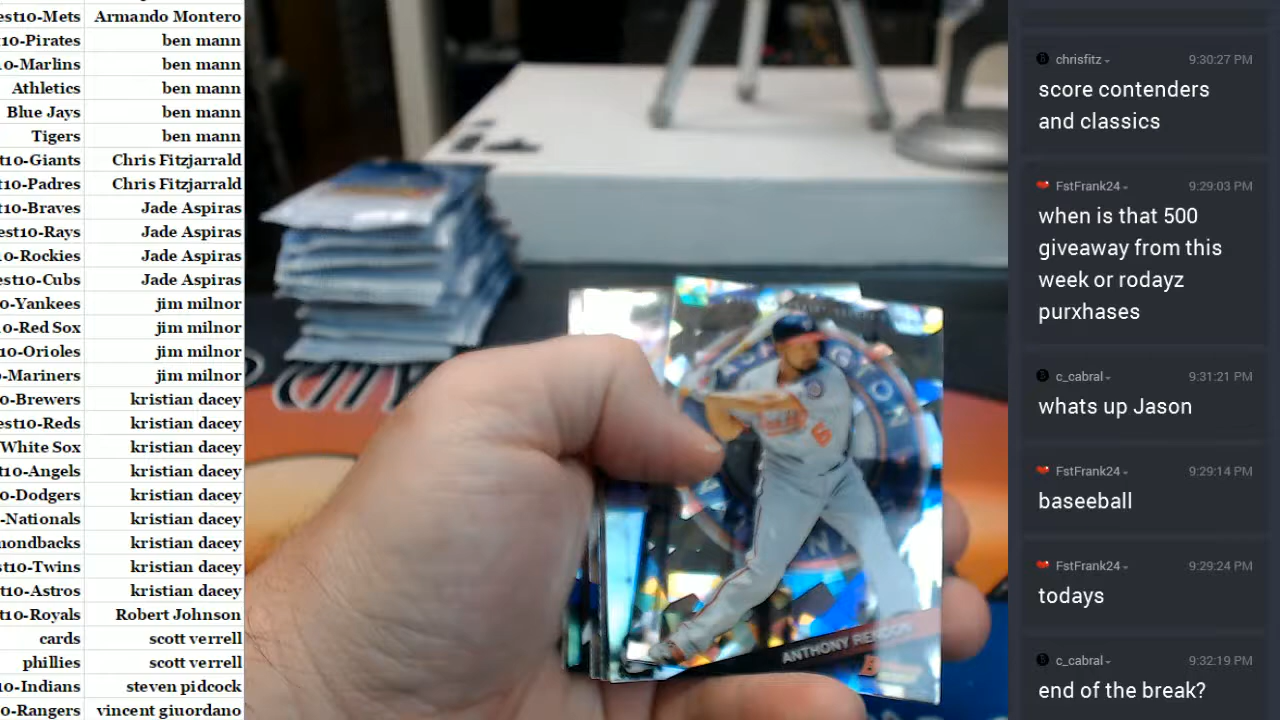 est10-Mets Armando Montero
10-Pirates ben mann
0-Marlins ben mann
Athletics ben mann
Blue Jays ben mann
Tigers ben mann
t10-Giants Chris Fitzjarrald
t10-Padres Chris Fitzjarrald
t10-Braves Jade Aspiras
est10-Rays Jade Aspiras
10-Rockies Jade Aspiras
est10-Cubs Jade Aspiras
0-Yankees jim milnor
10-Red Sox jim milnor
10-Orioles jim milnor
0-Mariners jim milnor
0-Brewers kristian dacey
est10-Reds kristian dacey
White Sox kristian dacey
t10-Angels kristian dacey
0-Dodgers kristian dacey
-Nationals kristian dacey
mondbacks kristian dacey
st10-Twins kristian dacey
t10-Astros kristian dacey
t10-Royals Robert Johnson
cards scott verrell
phillies scott verrell
10-Indians steven pidcock
0-Rangers vincent giuordano
6
ANTHONY RENDON
chrisfitz 9:30:27 PM
score contenders
and classics
FstFrank24 9:29:03 PM
when is that 500
giveaway from this
week or rodayz
purxhases
c_cabral 9:31:21 PM
whats up Jason
FstFrank24 9:29:14 PM
baseeball
FstFrank24 9:29:24 PM
todays
c_cabral 9:32:19 PM
end of the break?